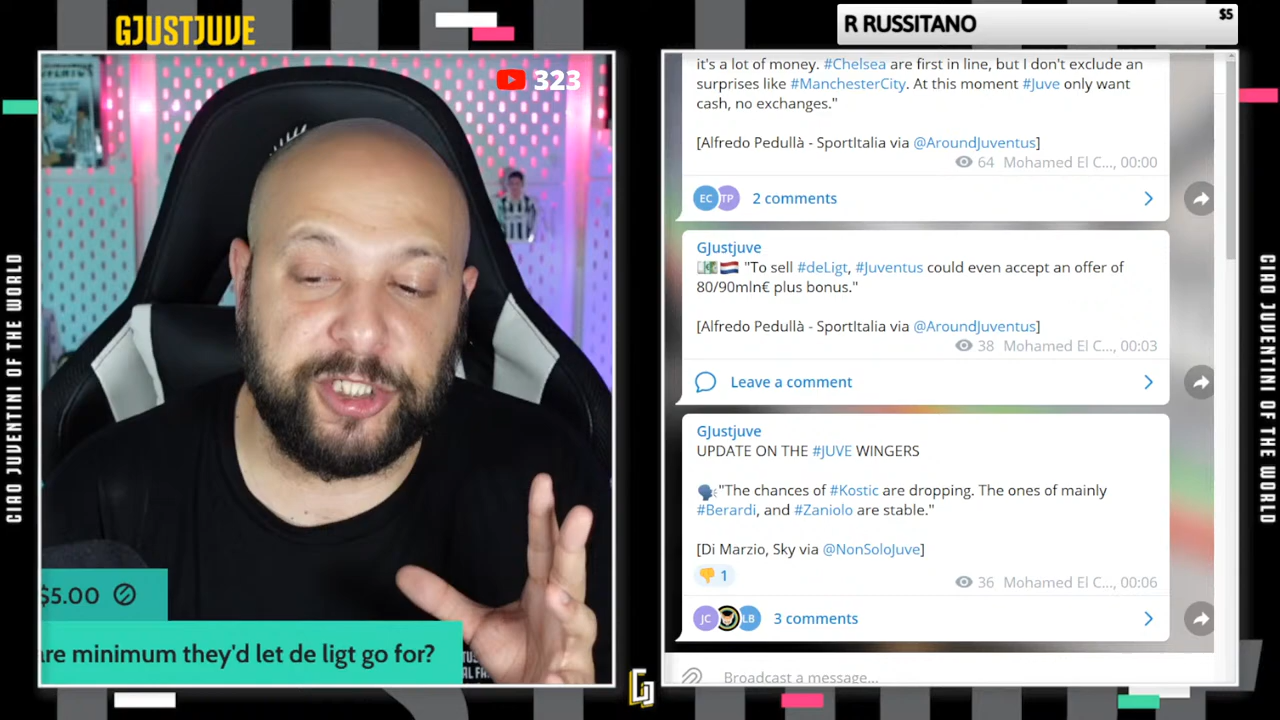 GJUSTJUVE
R RUSSITANO
$5
323
it's a lot of money. #Chelsea are first in line, but I don't exclude an
surprises like #ManchesterCity. At this moment #Juve only want
cash, no exchanges."
[Alfredo Pedullà - SportItalia via @AroundJuventus]
64 Mohamed El C..., 00:00
EC TP 2 comments
GJustjuve
"To sell #deLigt, #Juventus could even accept an offer of
80/90mln€ plus bonus."
[Alfredo Pedullà - SportItalia via @AroundJuventus]
38 Mohamed El C..., 00:03
Leave a comment
GJustjuve
UPDATE ON THE #JUVE WINGERS
"The chances of #Kostic are dropping. The ones of mainly
#Berardi, and #Zaniolo are stable."
[Di Marzio, Sky via @NonSoloJuve]
1
36 Mohamed El C..., 00:06
JC LB 3 comments
Broadcast a message...
$5.00
re minimum they'd let de ligt go for?
CIAO JUVENTINI OF THE WORLD
CIAO JUVENTINI OF THE WORLD